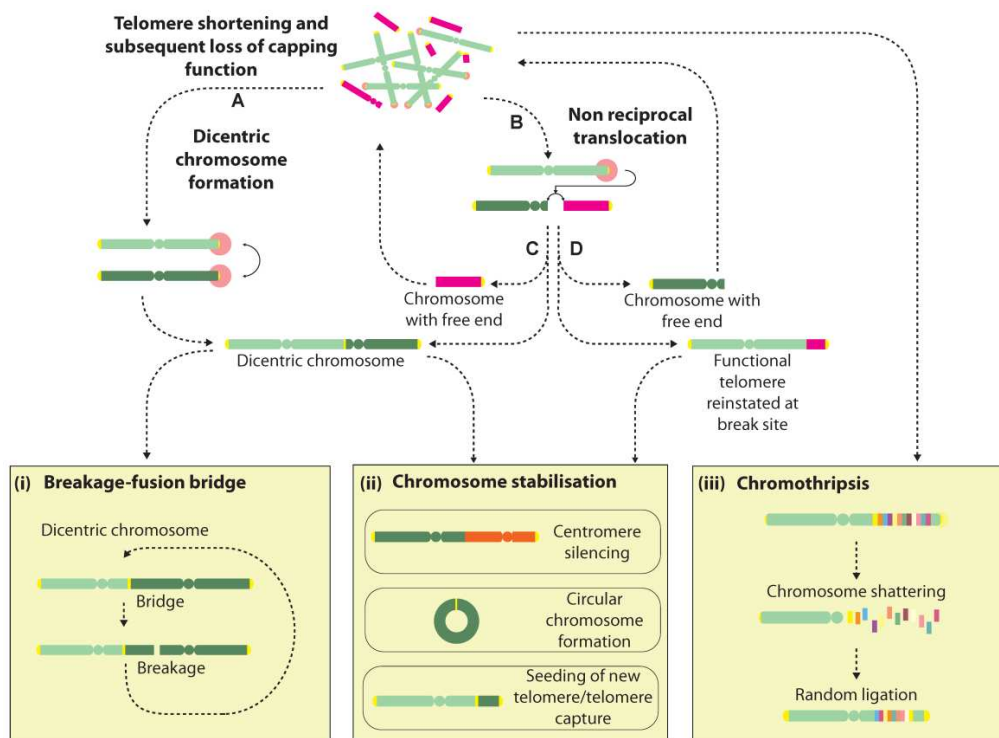 Telomere shortening and
subsequent loss of capping
function
A
B
Non reciprocal
translocation
Dicentric
chromosome
formation
C
D
Chromosome
with free end
Chromosome with
free end
Dicentric chromosome
Functional
telomere
reinstated at
break site
(i) Breakage-fusion bridge
Dicentric chromosome
Bridge
Breakage
(ii) Chromosome stabilisation
Centromere
silencing
Circular
chromosome
formation
Seeding of new
telomere/telomere
capture
(iii) Chromothripsis
Chromosome shattering
Random ligation